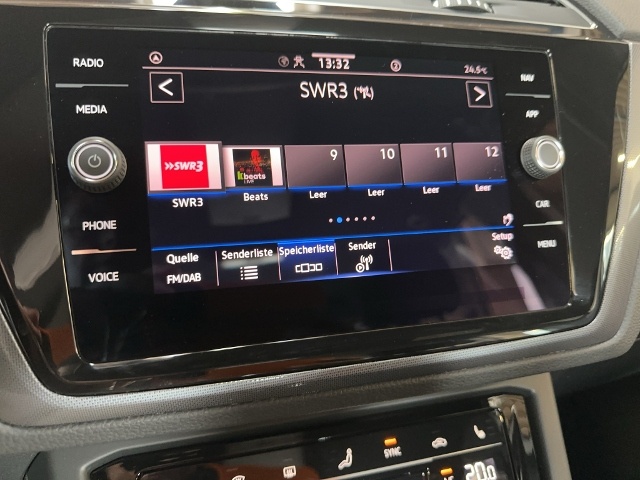 RADIO
MEDIA
PHONE
VOICE
NAV
APP
CAR
MENU
13:32
24.5°C
< SWR3 >
9 10 11 12
>>SWR3
beats
LIVE
SWR3 Beats Leer Leer Leer Leer
Setup
Quelle Senderliste Speicherliste Sender
FM/DAB
SYNC
20.0